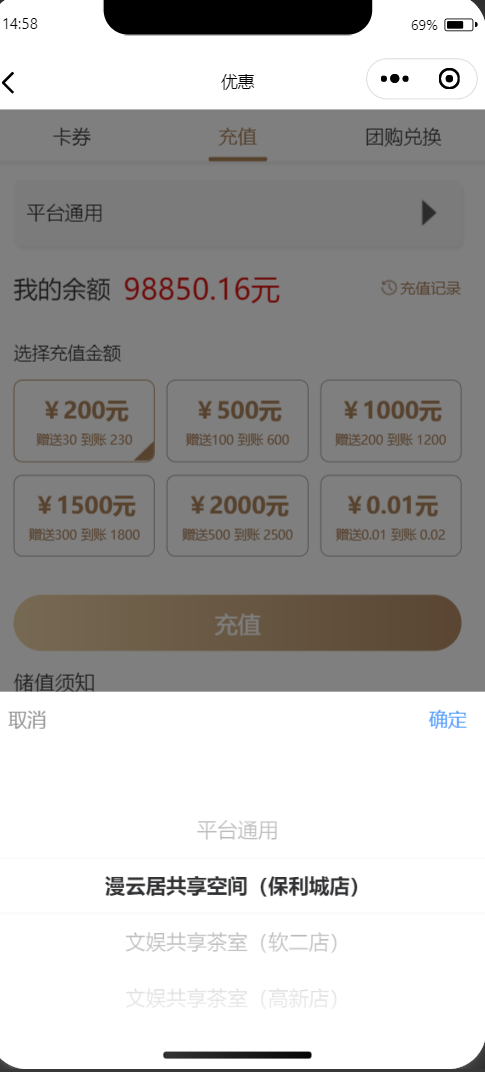 14:58 69%
优惠
卡券 充值 团购兑换
平台通用
我的余额 98850.16元 充值记录
选择充值金额
￥200元 ￥500元 ￥1000元
赠送30 到账 230 赠送100 到账 600 赠送200 到账 1200
￥1500元 ￥2000元 ￥0.01元
赠送300 到账 1800 赠送500 到账 2500 赠送0.01 到账 0.02
充值
储值须知
取消 确定
平台通用
漫云居共享空间（保利城店）
文娱共享茶室（软二店）
文娱共享茶室（高新店）